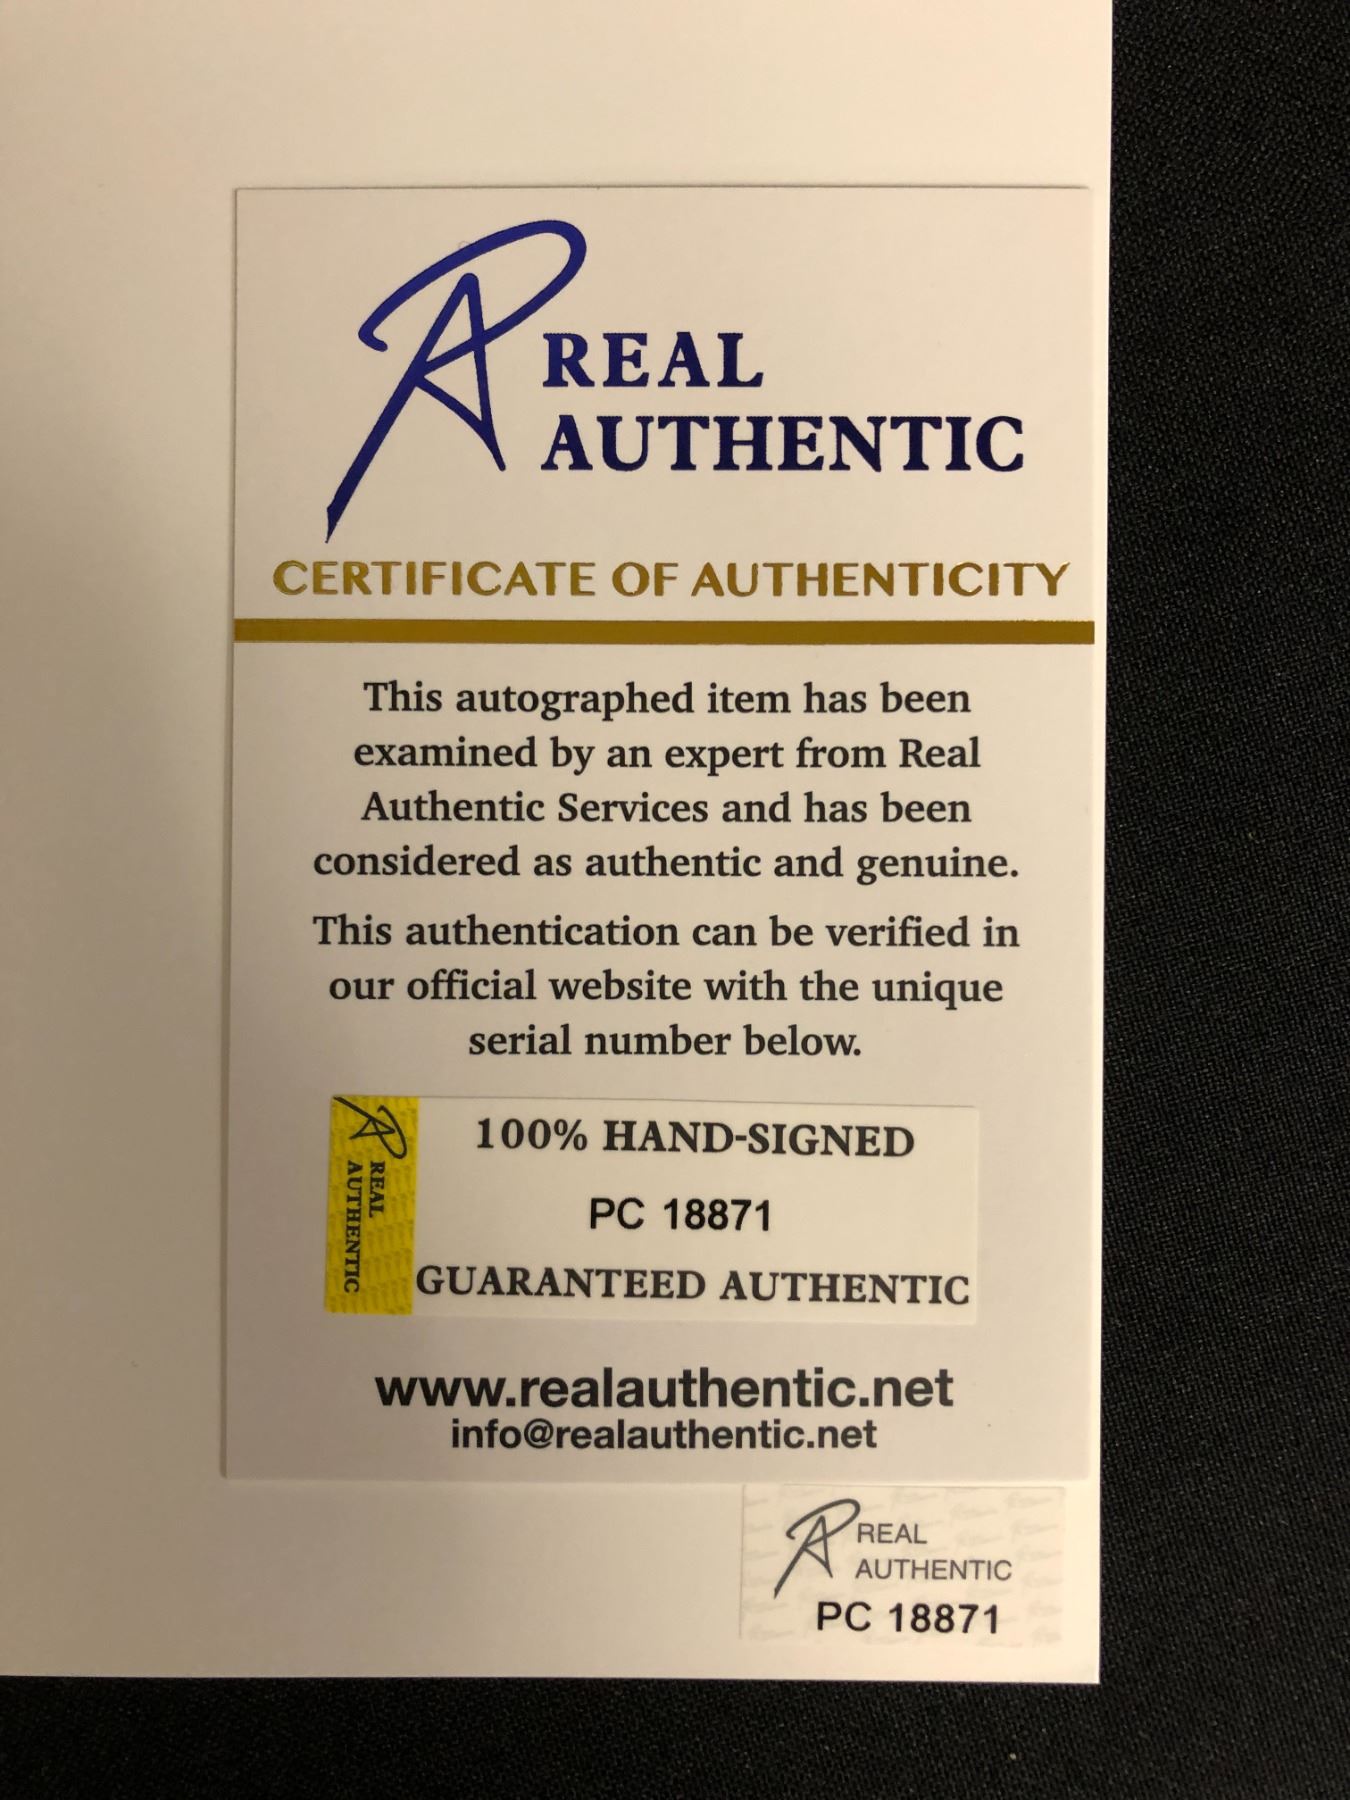 REAL
AUTHENTIC
CERTIFICATE OF AUTHENTICITY
This autographed item has been
examined by an expert from Real
Authentic Services and has been
considered as authentic and genuine.
This authentication can be verified in
our official website with the unique
serial number below.
REAL
AUTHENTIC
100% HAND-SIGNED
PC 18871
GUARANTEED AUTHENTIC
www.realauthentic.net
info@realauthentic.net
REAL
AUTHENTIC
PC 18871